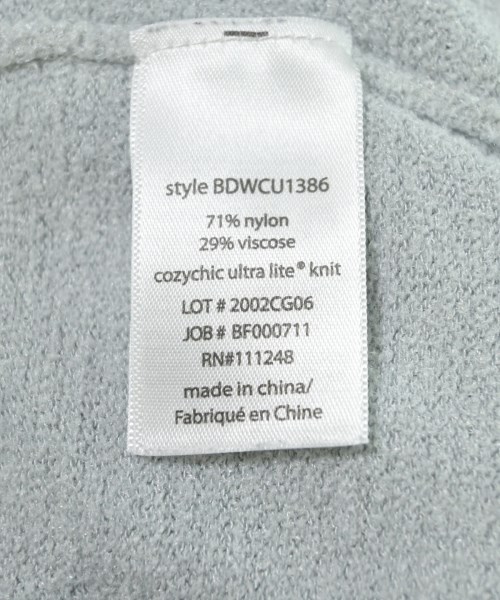 style BDWCU1386
71% nylon
29% viscose
cozychic ultra lite® knit
LOT # 2002CG06
JOB # BF000711
RN#111248
made in china/
Fabriqué en Chine